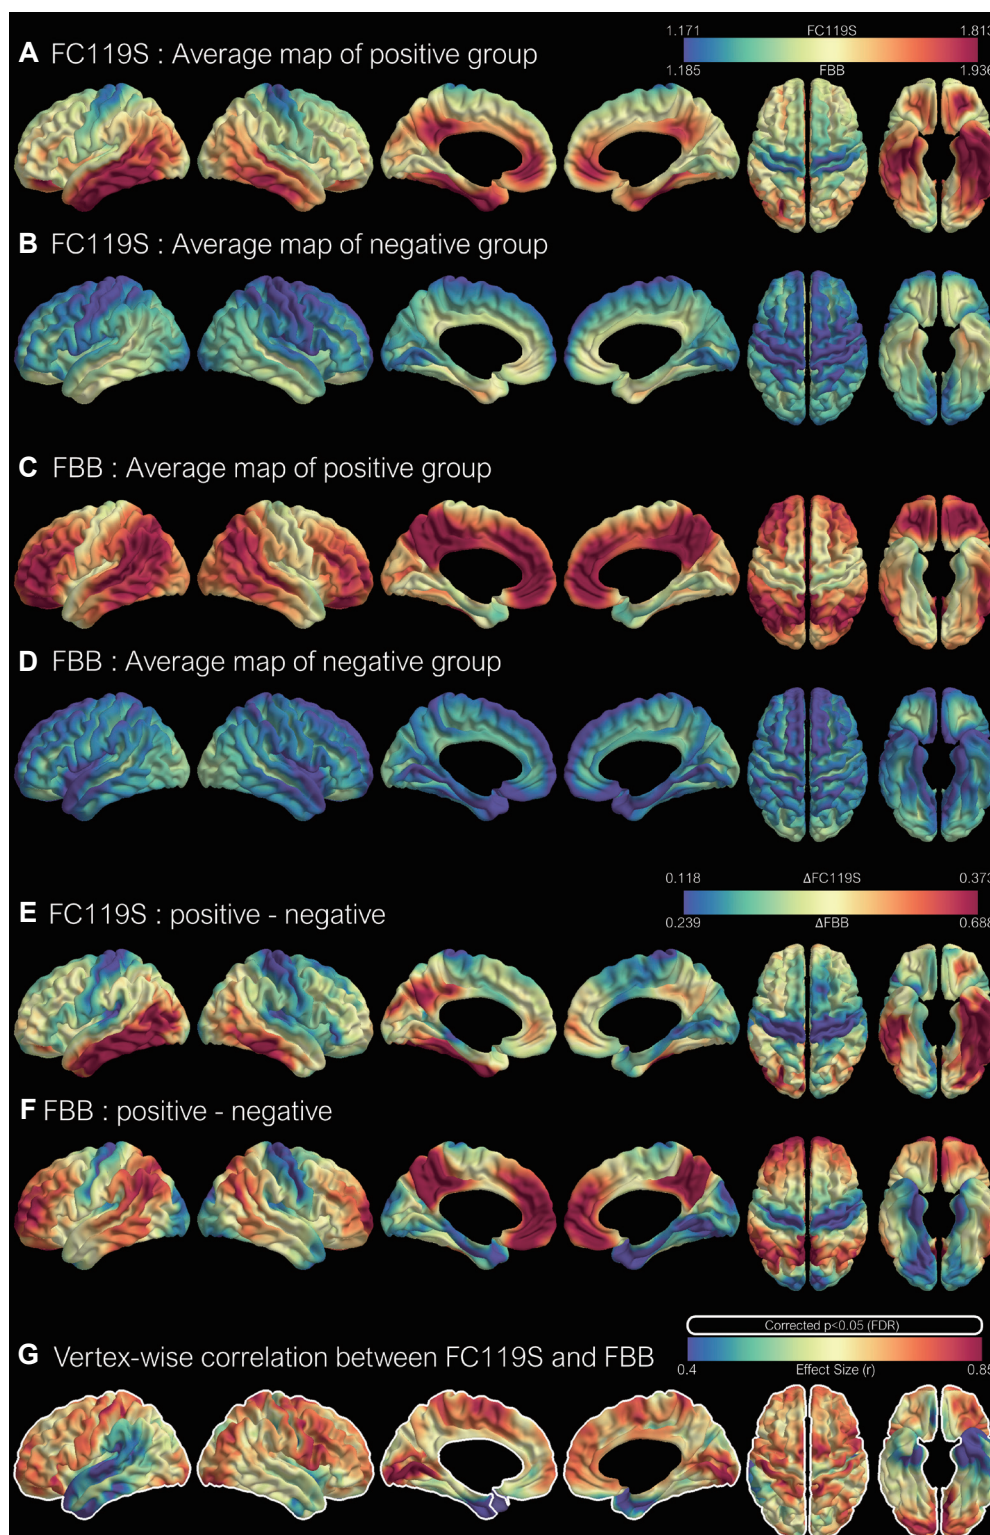 1.171 FC119S 1.813
A FC119S : Average map of positive group
1.185 FBB 1.936
B FC119S : Average map of negative group
C FBB : Average map of positive group
D FBB : Average map of negative group
0.118 ΔFC119S 0.373
E FC119S : positive - negative
0.239 ΔFBB 0.688
F FBB : positive - negative
Corrected p<0.05 (FDR)
G Vertex-wise correlation between FC119S and FBB
0.4 Effect Size (r) 0.85